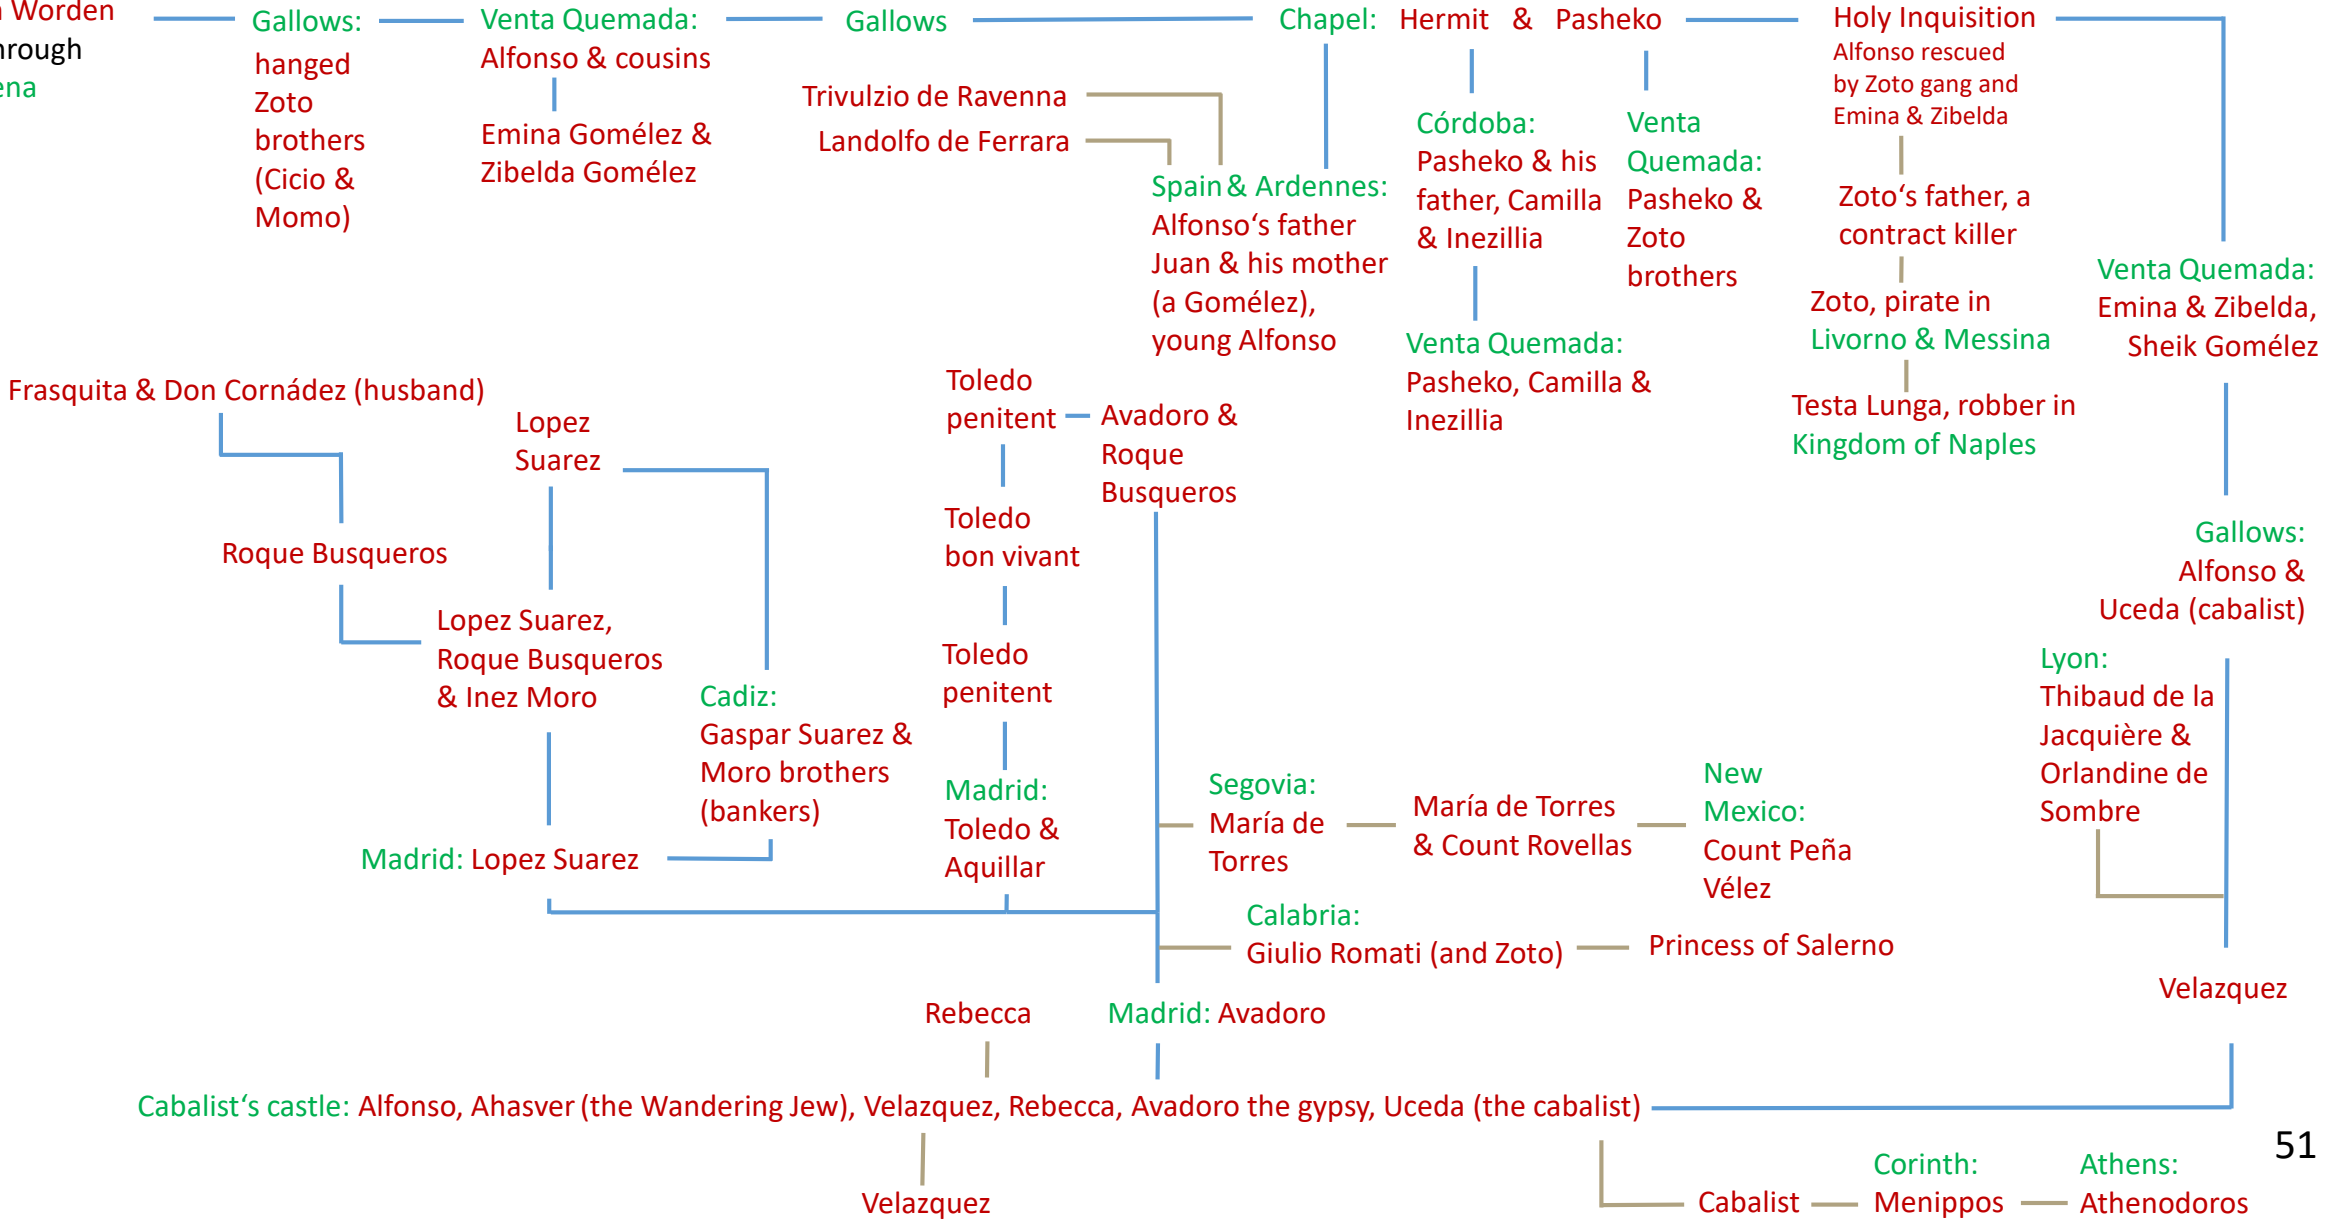 Worden
hrough
ena
Gallows:
hanged
Zoto
brothers
(Cicio &
Momo)
Venta Quemada:
Alfonso & cousins
Emina Gomélez &
Zibelda Gomélez
Gallows
Chapel: Hermit & Pasheko
Trivulzio de Ravenna
Landolfo de Ferrara
Spain & Ardennes:
Alfonso‘s father
Juan & his mother
(a Gomélez),
young Alfonso
Córdoba:
Pasheko & his
father, Camilla
& Inezillia
Venta Quemada:
Pasheko, Camilla &
Inezillia
Venta
Quemada:
Pasheko &
Zoto
brothers
Holy Inquisition
Alfonso rescued
by Zoto gang and
Emina & Zibelda
Zoto‘s father, a
contract killer
Zoto, pirate in
Livorno & Messina
Testa Lunga, robber in
Kingdom of Naples
Venta Quemada:
Emina & Zibelda,
Sheik Gomélez
Gallows:
Alfonso &
Uceda (cabalist)
Lyon:
Thibaud de la
Jacquière &
Orlandine de
Sombre
Velazquez
Frasquita & Don Cornádez (husband)
Roque Busqueros
Lopez
Suarez
Lopez Suarez,
Roque Busqueros
& Inez Moro
Cadiz:
Gaspar Suarez &
Moro brothers
(bankers)
Madrid: Lopez Suarez
Toledo
penitent
Avadoro &
Roque
Busqueros
Toledo
bon vivant
Toledo
penitent
Madrid:
Toledo &
Aquillar
Segovia:
María de
Torres
María de Torres
& Count Rovellas
New
Mexico:
Count Peña
Vélez
Calabria:
Giulio Romati (and Zoto)
Princess of Salerno
Rebecca
Madrid: Avadoro
Cabalist‘s castle: Alfonso, Ahasver (the Wandering Jew), Velazquez, Rebecca, Avadoro the gypsy, Uceda (the cabalist)
Velazquez
Cabalist
Corinth:
Menippos
Athens:
Athenodoros
51